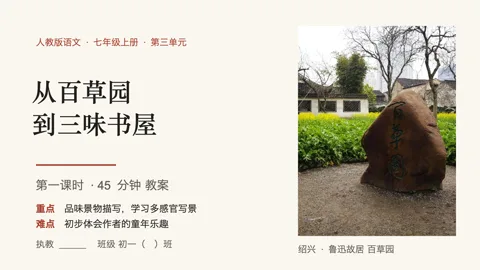 人教版语文 · 七年级上册 · 第三单元
从百草园
到三味书屋
第一课时 · 45 分钟 教案
重点 品味景物描写，学习多感官写景
难点 初步体会作者的童年乐趣
执教 ______ 班级 初一（ ）班
百草园
绍兴 · 鲁迅故居 百草园